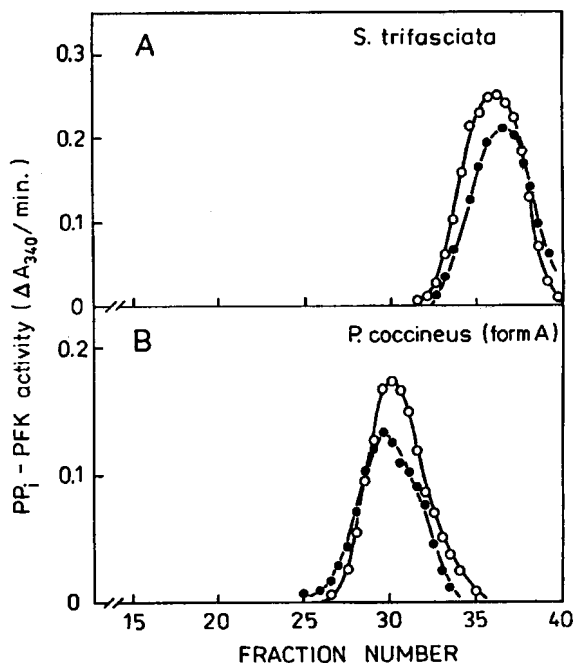 A
S. trifasciata
0.3
0.2
0.1
0
B
P. coccineus (form A)
0.2
0.1
0
15 20 25 30 35 40
FRACTION NUMBER
PPi - PFK activity (ΔA340/min.)